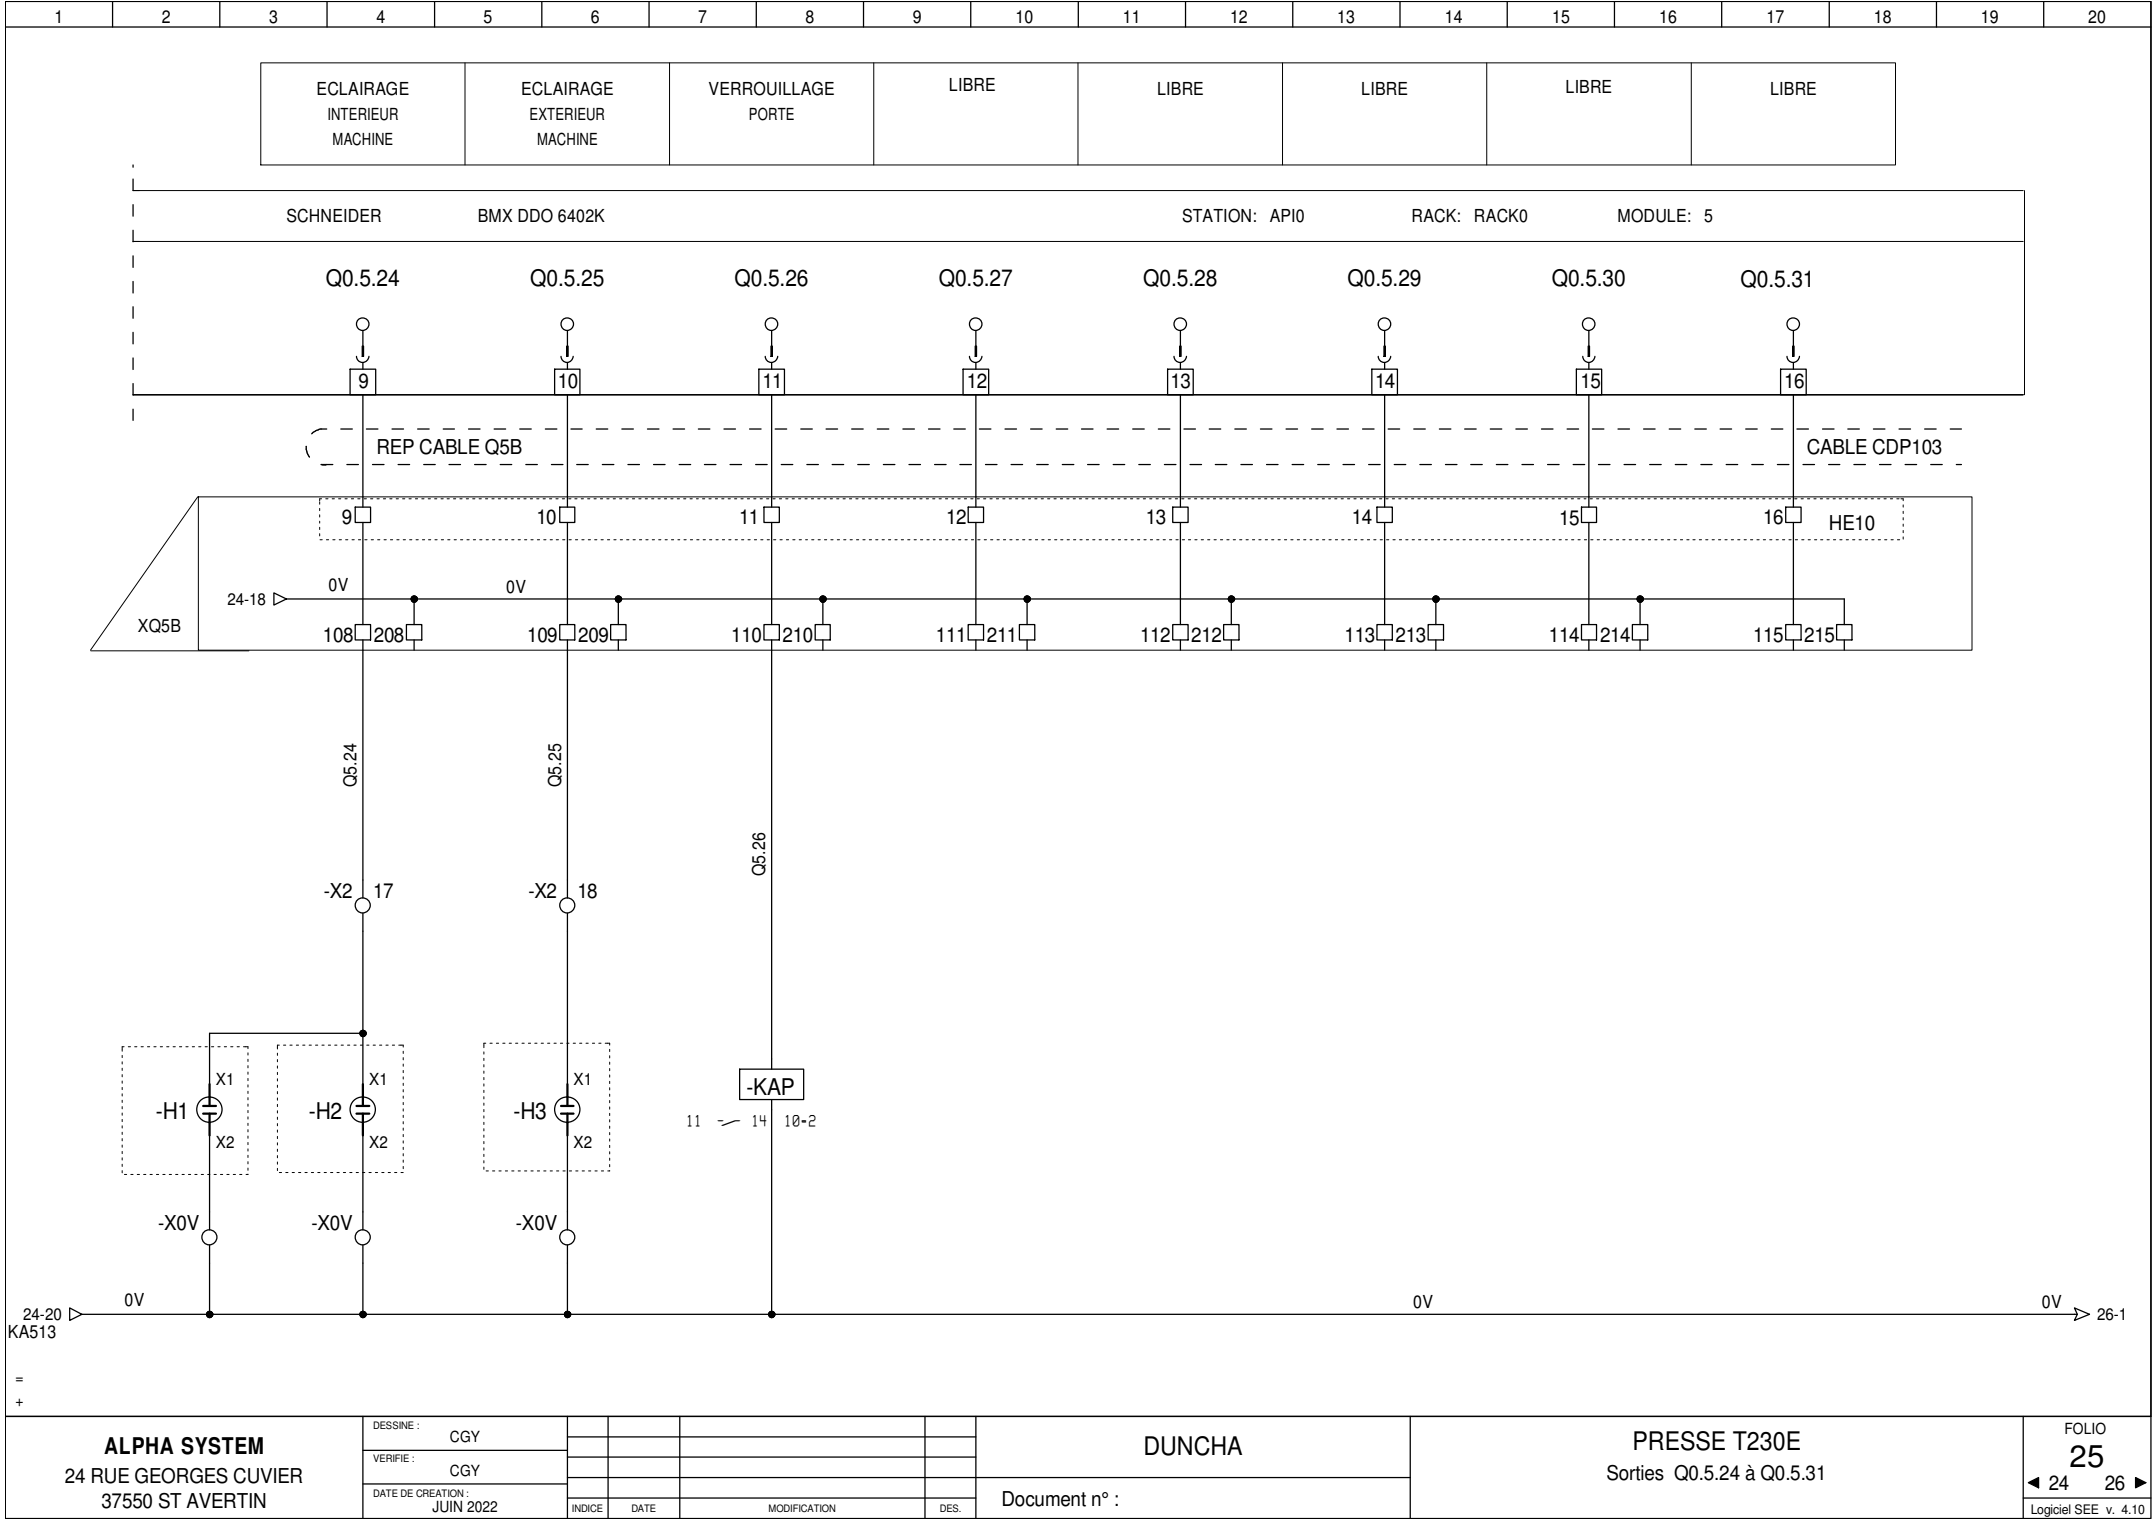 1 2 3 4 5 6 7 8 9 10 11 12 13 14 15 16 17 18 19 20
ECLAIRAGE INTERIEUR MACHINE
ECLAIRAGE EXTERIEUR MACHINE
VERROUILLAGE PORTE
LIBRE LIBRE LIBRE LIBRE LIBRE
SCHNEIDER BMX DDO 6402K STATION: API0 RACK: RACK0 MODULE: 5
Q0.5.24 Q0.5.25 Q0.5.26 Q0.5.27 Q0.5.28 Q0.5.29 Q0.5.30 Q0.5.31
9 10 11 12 13 14 15 16
REP CABLE Q5B CABLE CDP103
9 10 11 12 13 14 15 16 HE10
24-18 0V 0V
XQ5B
108 208 109 209 110 210 111 211 112 212 113 213 114 214 115 215
Q5.24 Q5.25
Q5.26
-X2 17 -X2 18
X1 X1 X1
-H1 -H2 -H3 -KAP
X2 X2 X2
11 14 10-2
-X0V -X0V -X0V
24-20 0V 0V 0V 26-1
KA513
=
+
ALPHA SYSTEM
24 RUE GEORGES CUVIER
37550 ST AVERTIN
DESSINE : CGY
VERIFIE : CGY
DATE DE CREATION : JUIN 2022
INDICE DATE MODIFICATION DES.
DUNCHA
Document n° :
PRESSE T230E
Sorties Q0.5.24 à Q0.5.31
FOLIO
25
24 26
Logiciel SEE v. 4.10